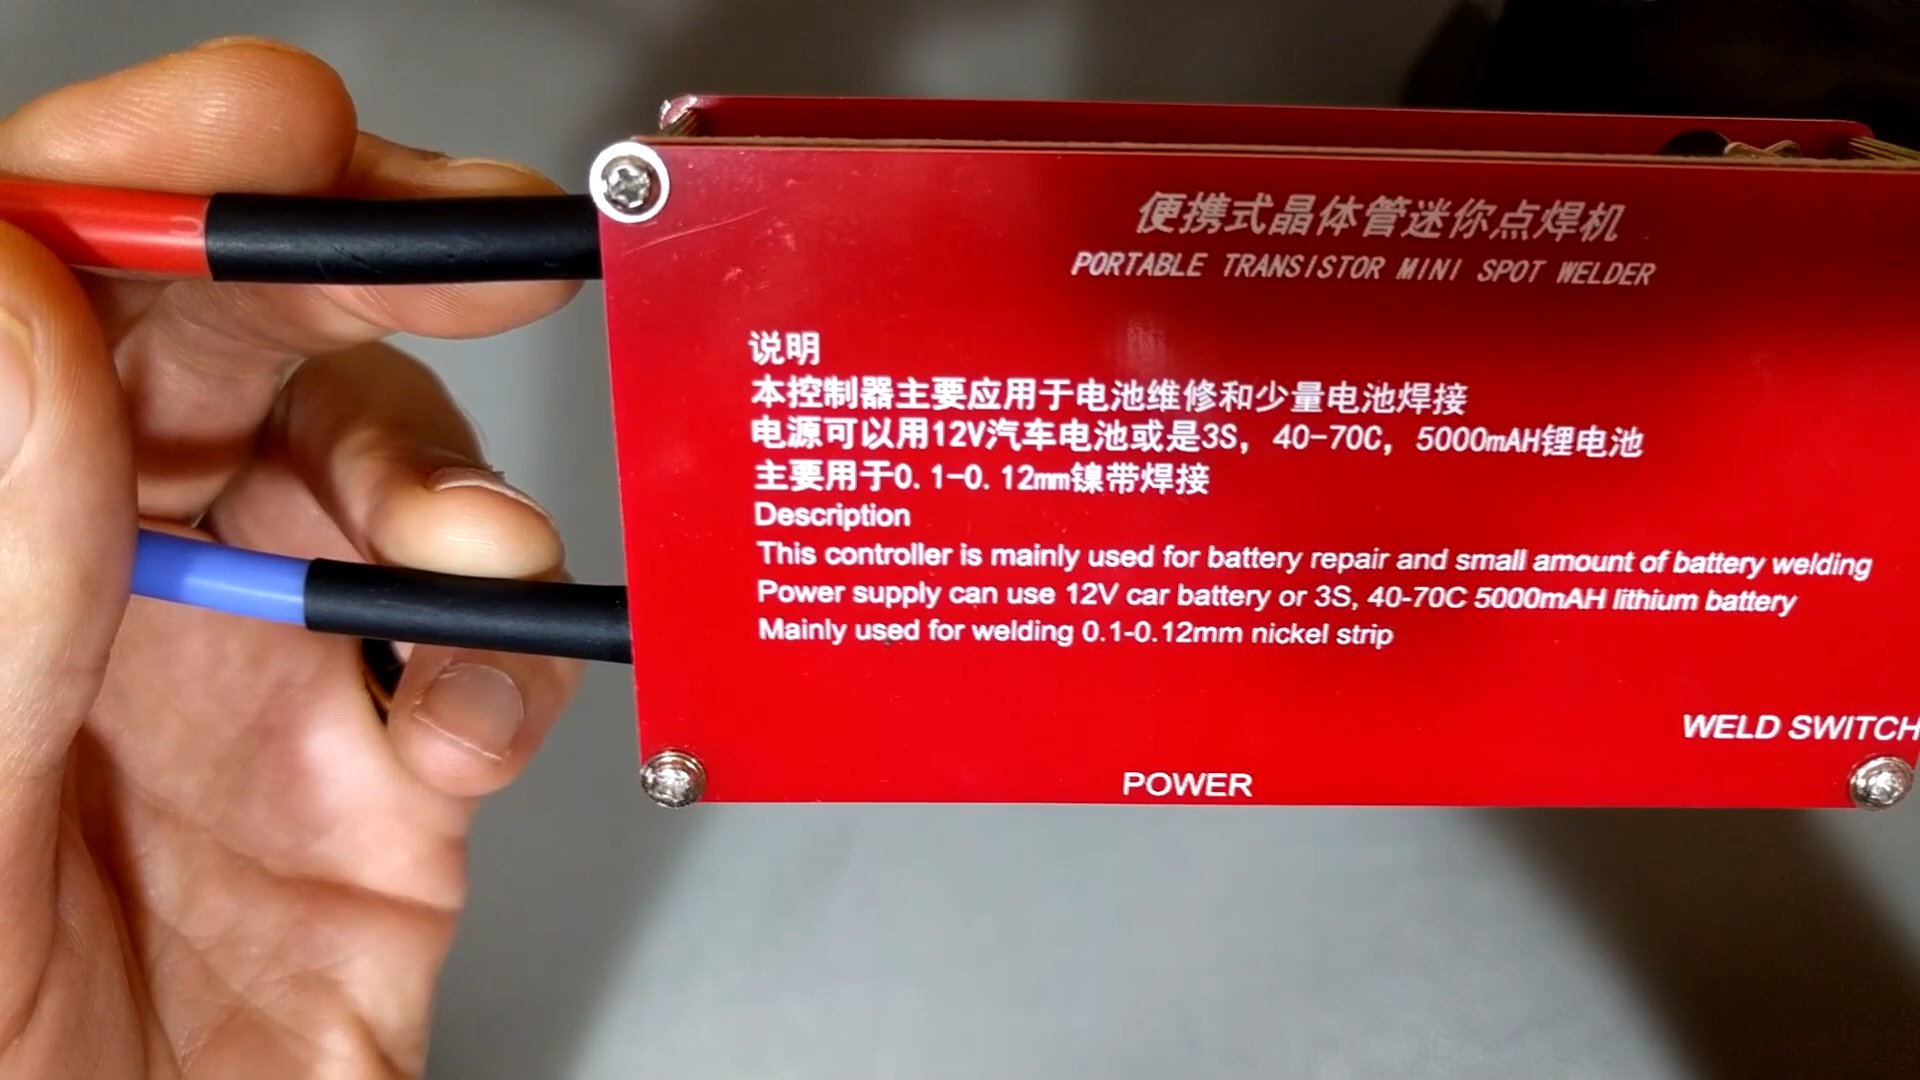 便携式晶体管迷你点焊机
PORTABLE TRANSISTOR MINI SPOT WELDER
说明
本控制器主要应用于电池维修和少量电池焊接
电源可以用12V汽车电池或是3S，40-70C，5000mAH锂电池
主要用于0.1-0.12mm镍带焊接
Description
This controller is mainly used for battery repair and small amount of battery welding
Power supply can use 12V car battery or 3S, 40-70C 5000mAH lithium battery
Mainly used for welding 0.1-0.12mm nickel strip
WELD SWITCH
POWER